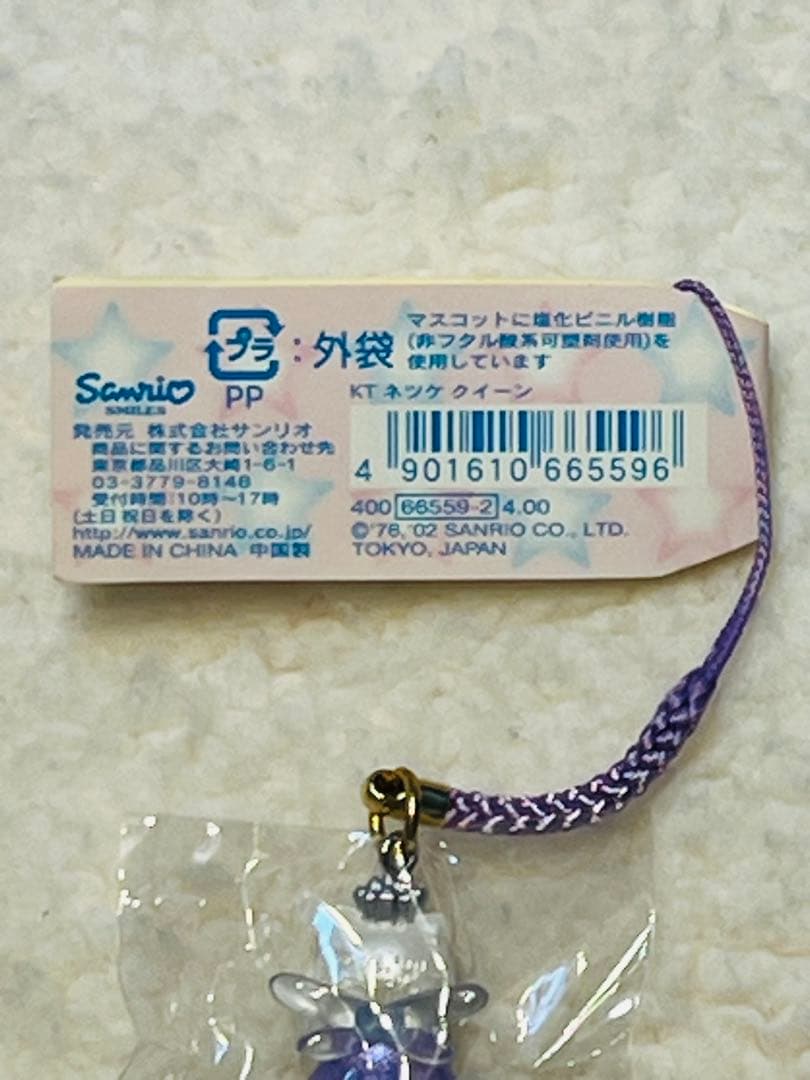 プラ
:外袋
PP
マスコットに塩化ビニル樹脂
(非フタル酸系可塑剤使用)を
使用しています
Sanrio
SMILES
発売元 株式会社サンリオ
商品に関するお問い合わせ先
東京都品川区大崎1-6-1
03-3779-8148
受付時間:10時～17時
(土日祝日を除く)
http://www.sanrio.co.jp/
MADE IN CHINA 中国製
KT ネツケ クイーン
4 901610 665596
400 66559-2 4.00
©'76,'02 SANRIO CO., LTD.
TOKYO, JAPAN